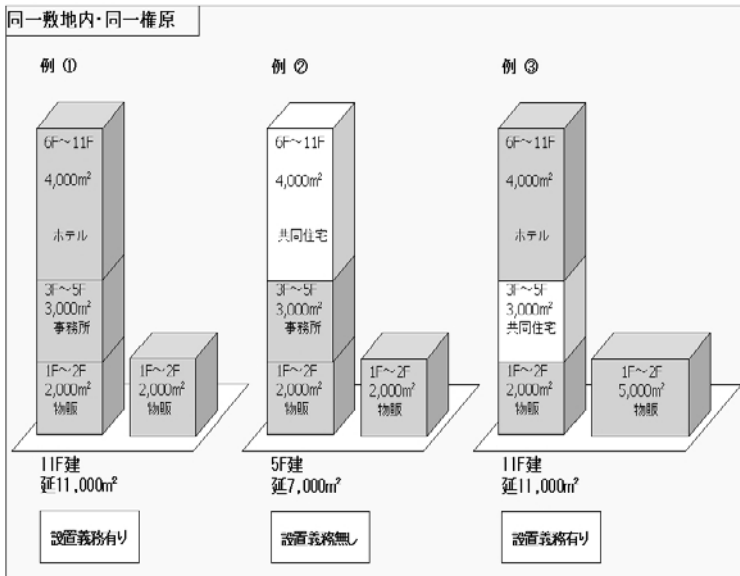 同一敷地内・同一権原
例 ①
例 ②
例 ③
6F～11F
4,000m²
ホテル
3F～5F
3,000m²
事務所
1F～2F
2,000m²
物販
1F～2F
2,000m²
物販
6F～11F
4,000m²
共同住宅
3F～5F
3,000m²
事務所
1F～2F
2,000m²
物販
1F～2F
2,000m²
物販
6F～11F
4,000m²
ホテル
3F～5F
3,000m²
共同住宅
1F～2F
2,000m²
物販
1F～2F
5,000m²
物販
11F建
延11,000m²
5F建
延7,000m²
11F建
延11,000m²
設置義務有り
設置義務無し
設置義務有り